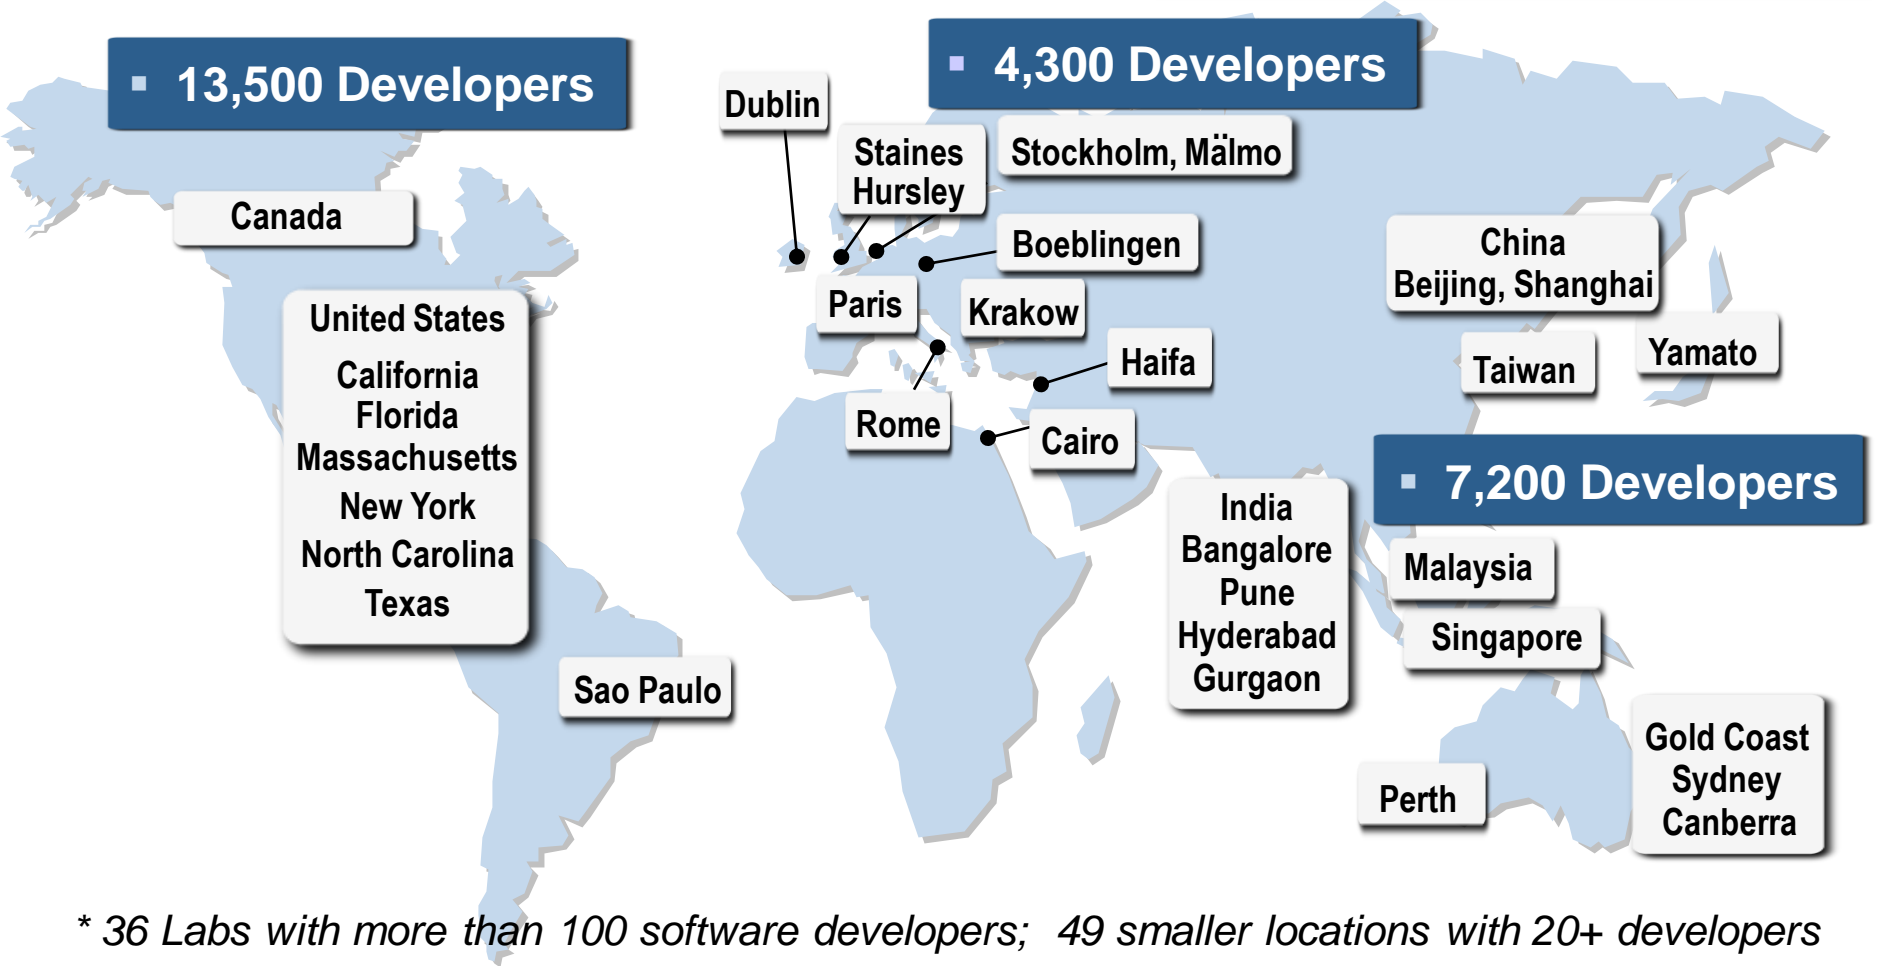 ▪ 13,500 Developers
▪ 4,300 Developers
Dublin
Staines
Hursley
Stockholm, Mälmo
Canada
Boeblingen
China
Beijing, Shanghai
Paris
Krakow
United States
California
Florida
Massachusetts
New York
North Carolina
Texas
Haifa
Taiwan
Yamato
Rome
Cairo
▪ 7,200 Developers
India
Bangalore
Pune
Hyderabad
Gurgaon
Malaysia
Singapore
Sao Paulo
Perth
Gold Coast
Sydney
Canberra
* 36 Labs with more than 100 software developers; 49 smaller locations with 20+ developers